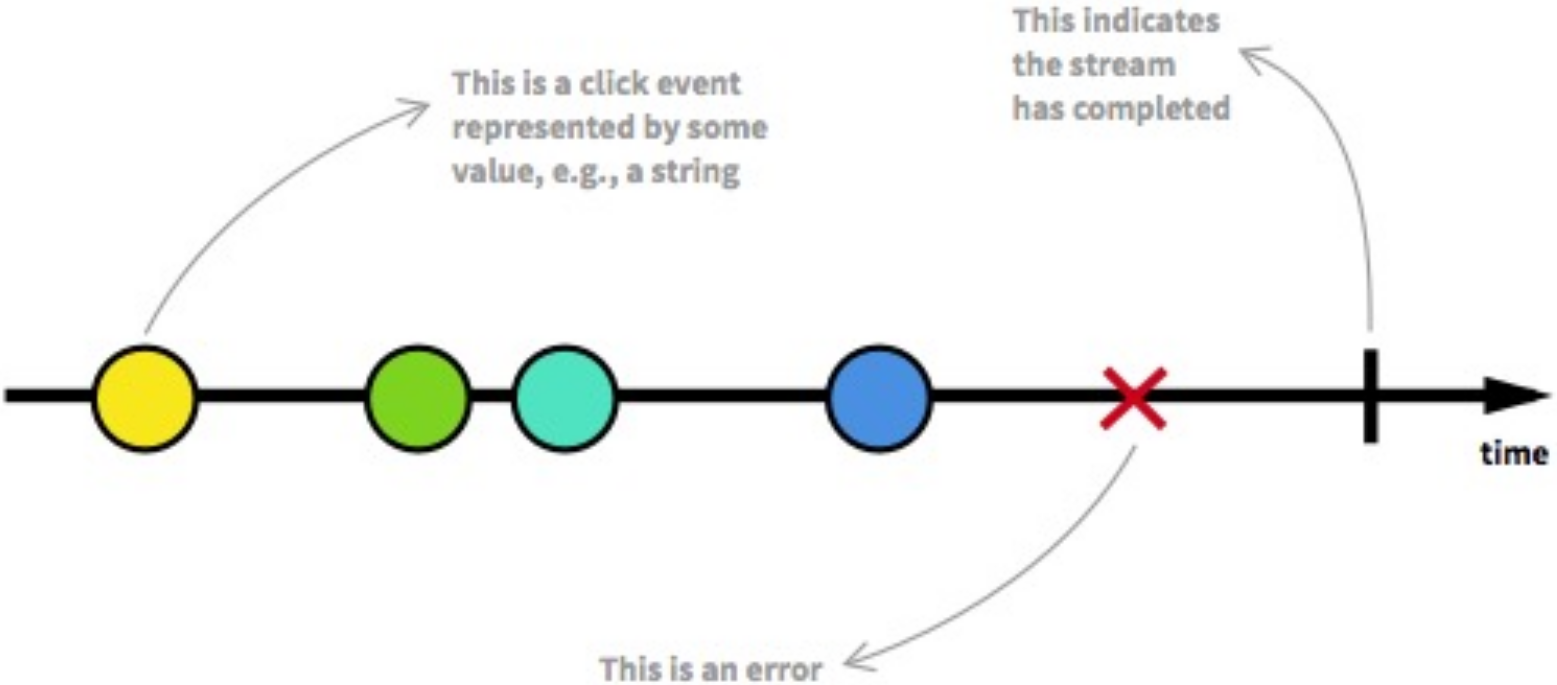 This indicates
the stream
has completed
This is a click event
represented by some
value, e.g., a string
time
This is an error